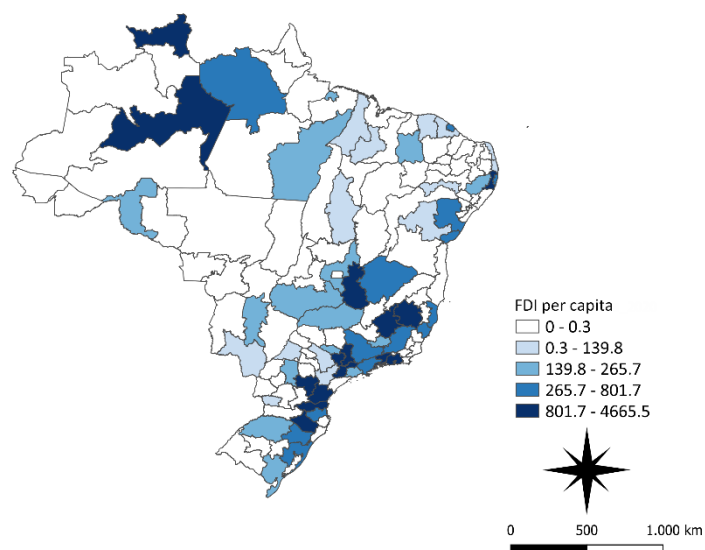 FDI per capita
0 - 0.3
0.3 - 139.8
139.8 - 265.7
265.7 - 801.7
801.7 - 4665.5
0 500 1.000 km